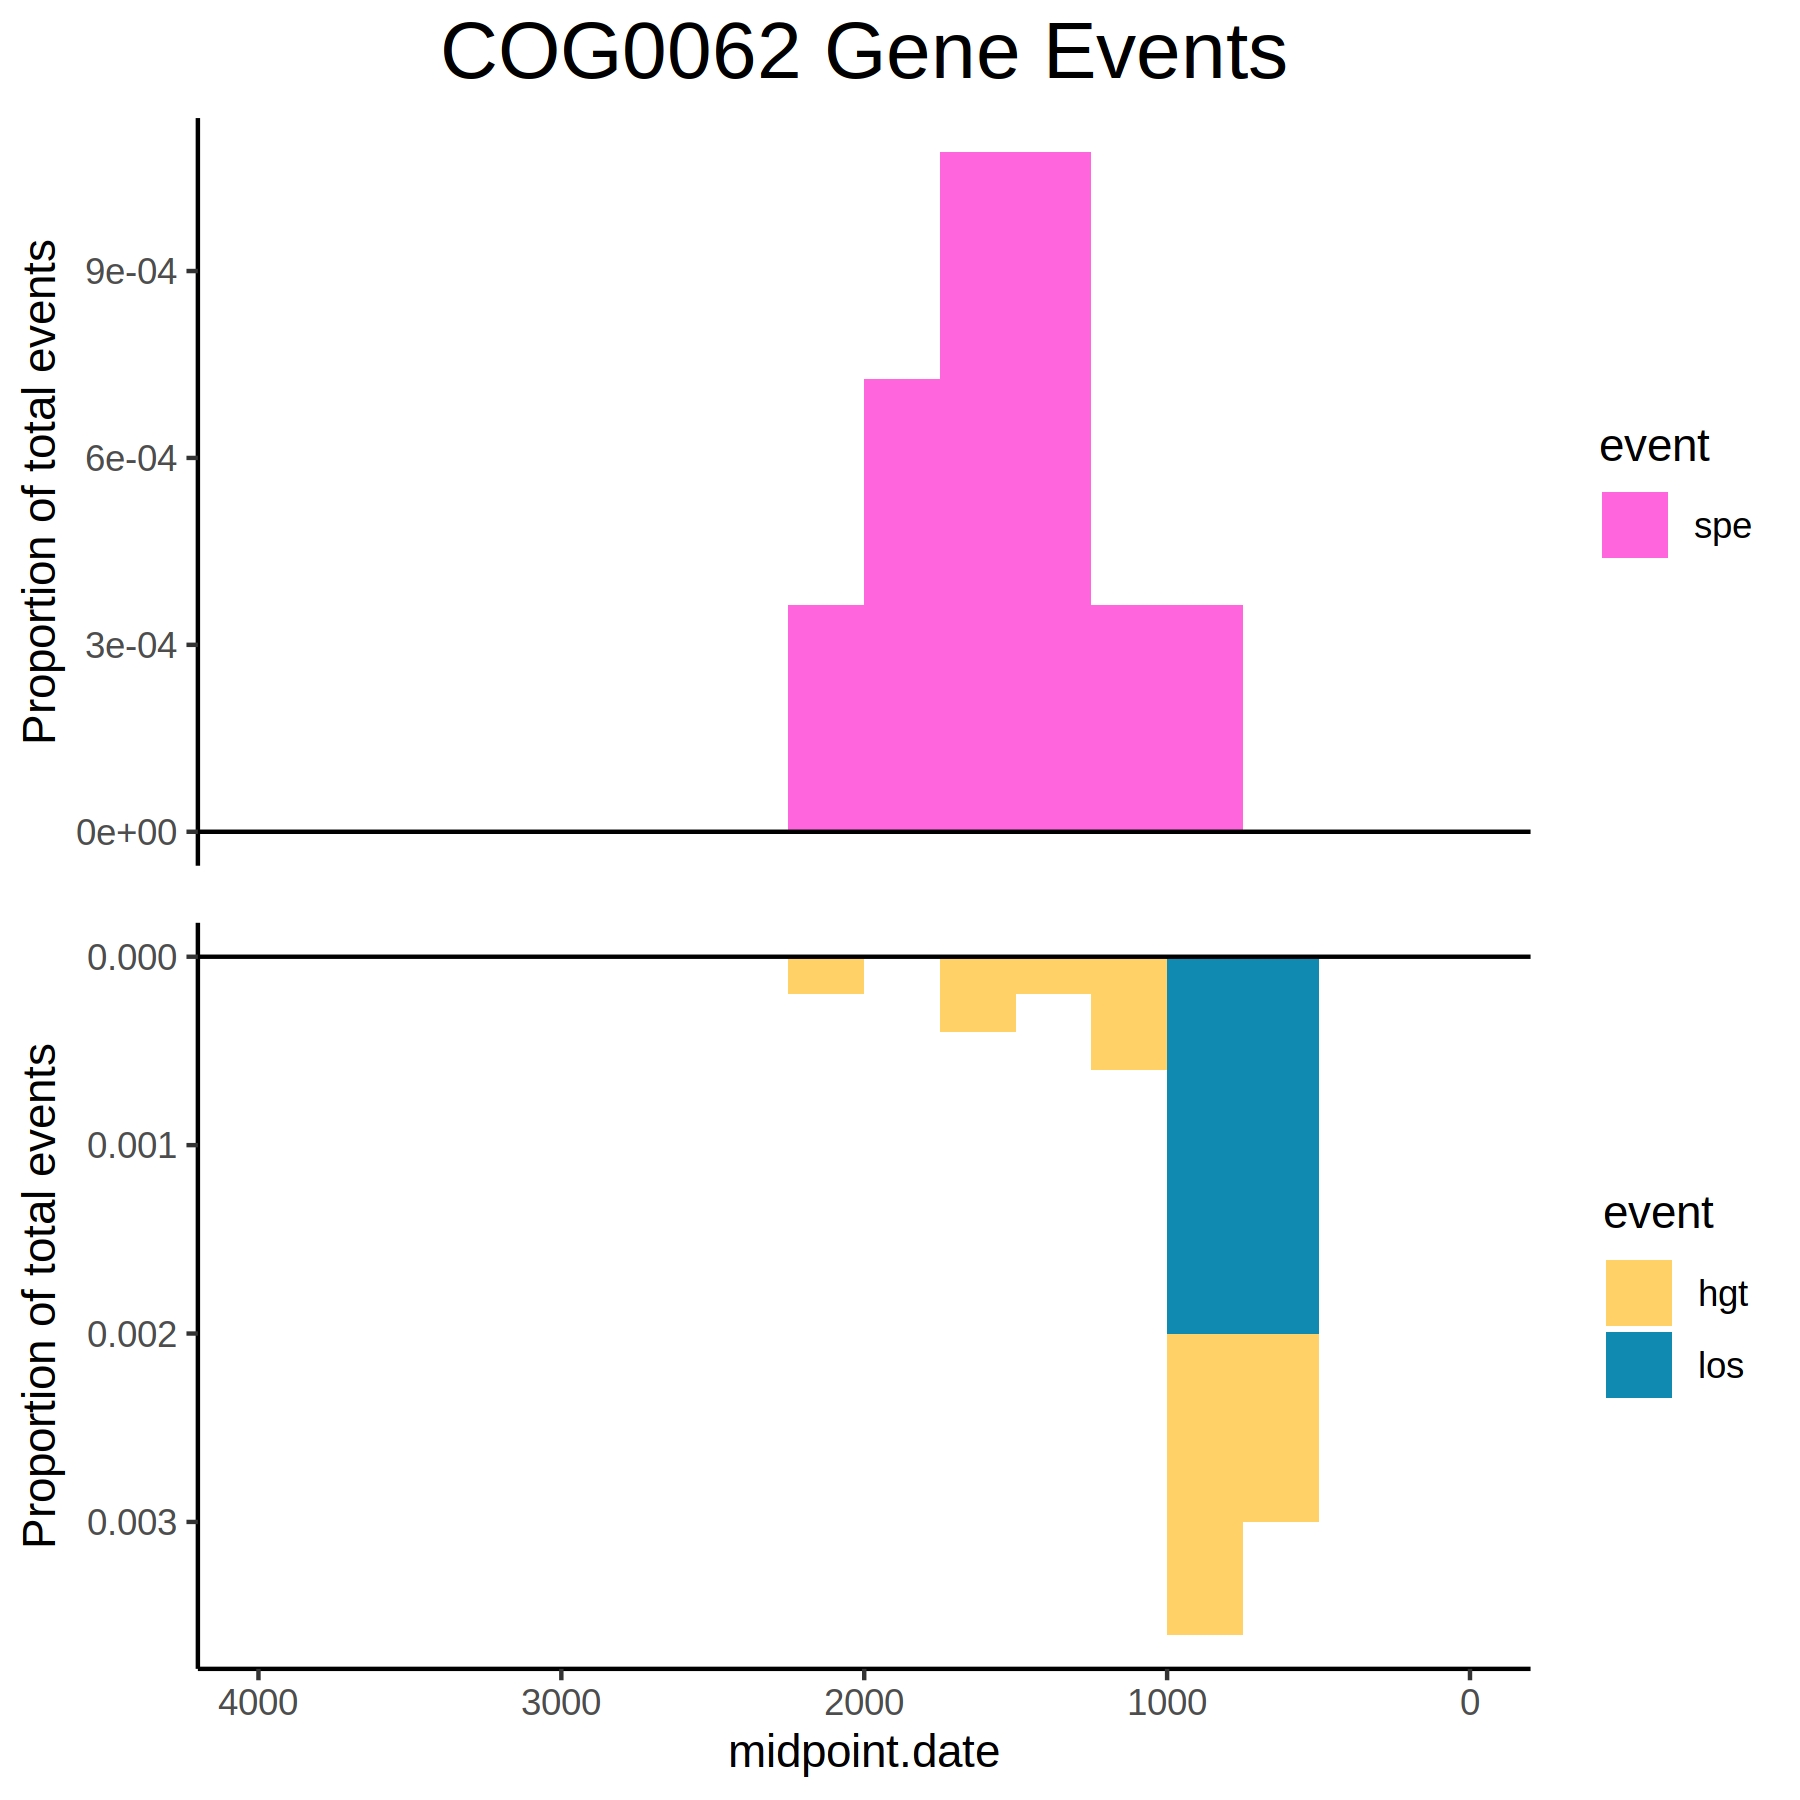 COG0062 Gene Events
Proportion of total events
9e-04
6e-04
3e-04
0e+00
event
spe
Proportion of total events
0.000
0.001
0.002
0.003
event
hgt
los
4000 3000 2000 1000 0
midpoint.date